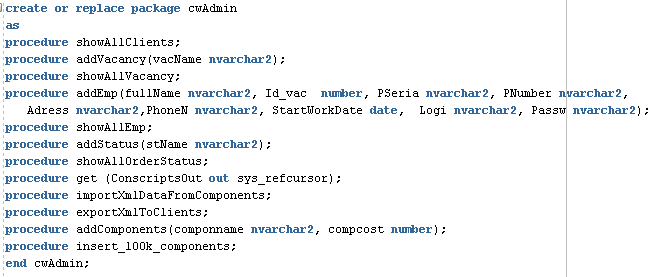 create or replace package cwAdmin
as
procedure showAllClients;
procedure addVacancy(vacName nvarchar2);
procedure showAllVacancy;
procedure addEmp(fullName nvarchar2, Id_vac  number, PSeria nvarchar2, PNumber nvarchar2,
   Adress nvarchar2,PhoneN nvarchar2, StartWorkDate date,  Logi nvarchar2, Passw nvarchar2);
procedure showAllEmp;
procedure addStatus(stName nvarchar2);
procedure showAllOrderStatus;
procedure get (ConscriptsOut out sys_refcursor);
procedure importXmlDataFromComponents;
procedure exportXmlToClients;
procedure addComponents(componname nvarchar2, compcost number);
procedure insert_100k_components;
end cwAdmin;